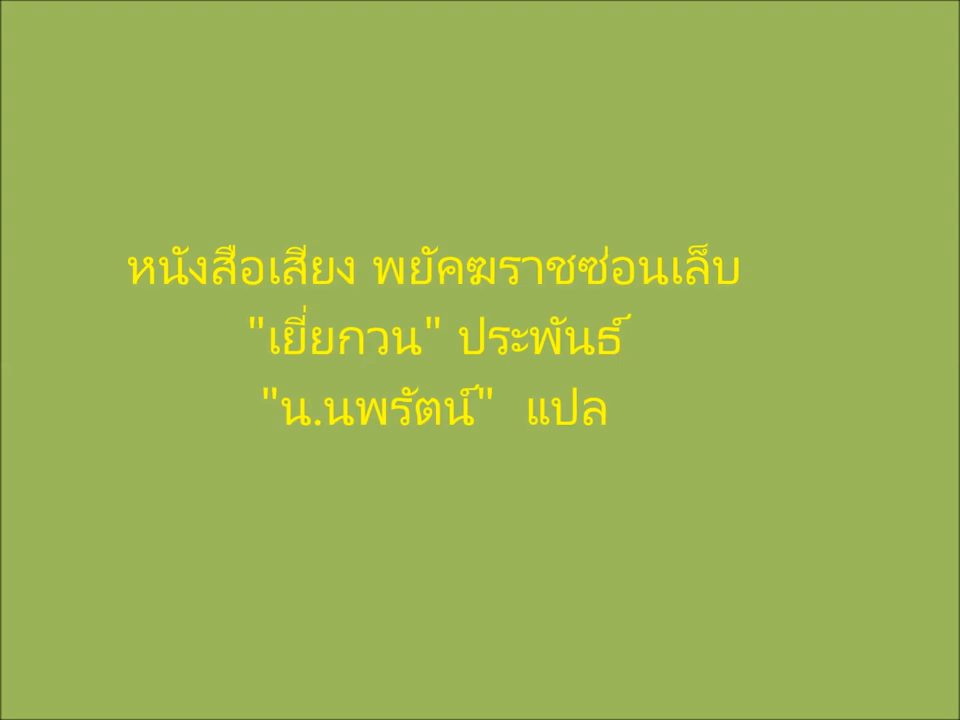 หนังสือเสียง พยัคฆราชซ่อนเล็บ
"เยี่ยกวน" ประพันธ์
"น.นพรัตน์" แปล